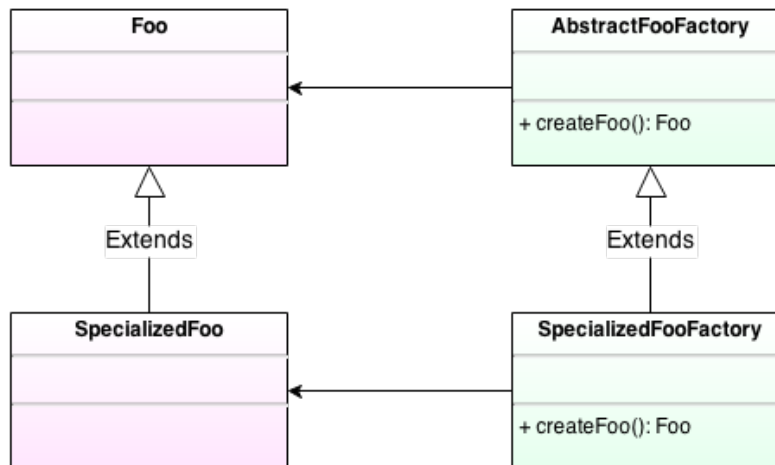 Foo
AbstractFooFactory
+ createFoo(): Foo
Extends
Extends
SpecializedFoo
SpecializedFooFactory
+ createFoo(): Foo